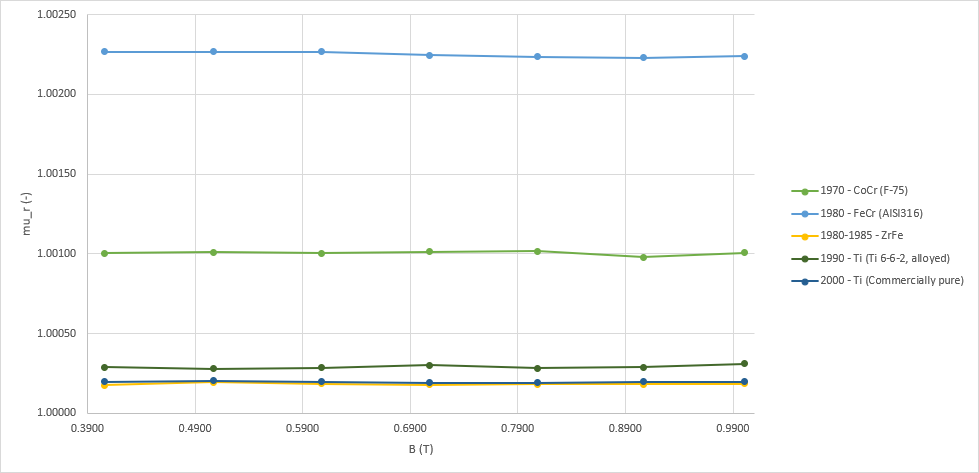 1.00250
1.00200
1.00150
1.00100
1.00050
1.00000
mu_r (-)
0.3900 0.4900 0.5900 0.6900 0.7900 0.8900 0.9900
B (T)
1970 - CoCr (F-75)
1980 - FeCr (AISI316)
1980-1985 - ZrFe
1990 - Ti (Ti 6-6-2, alloyed)
2000 - Ti (Commercially pure)